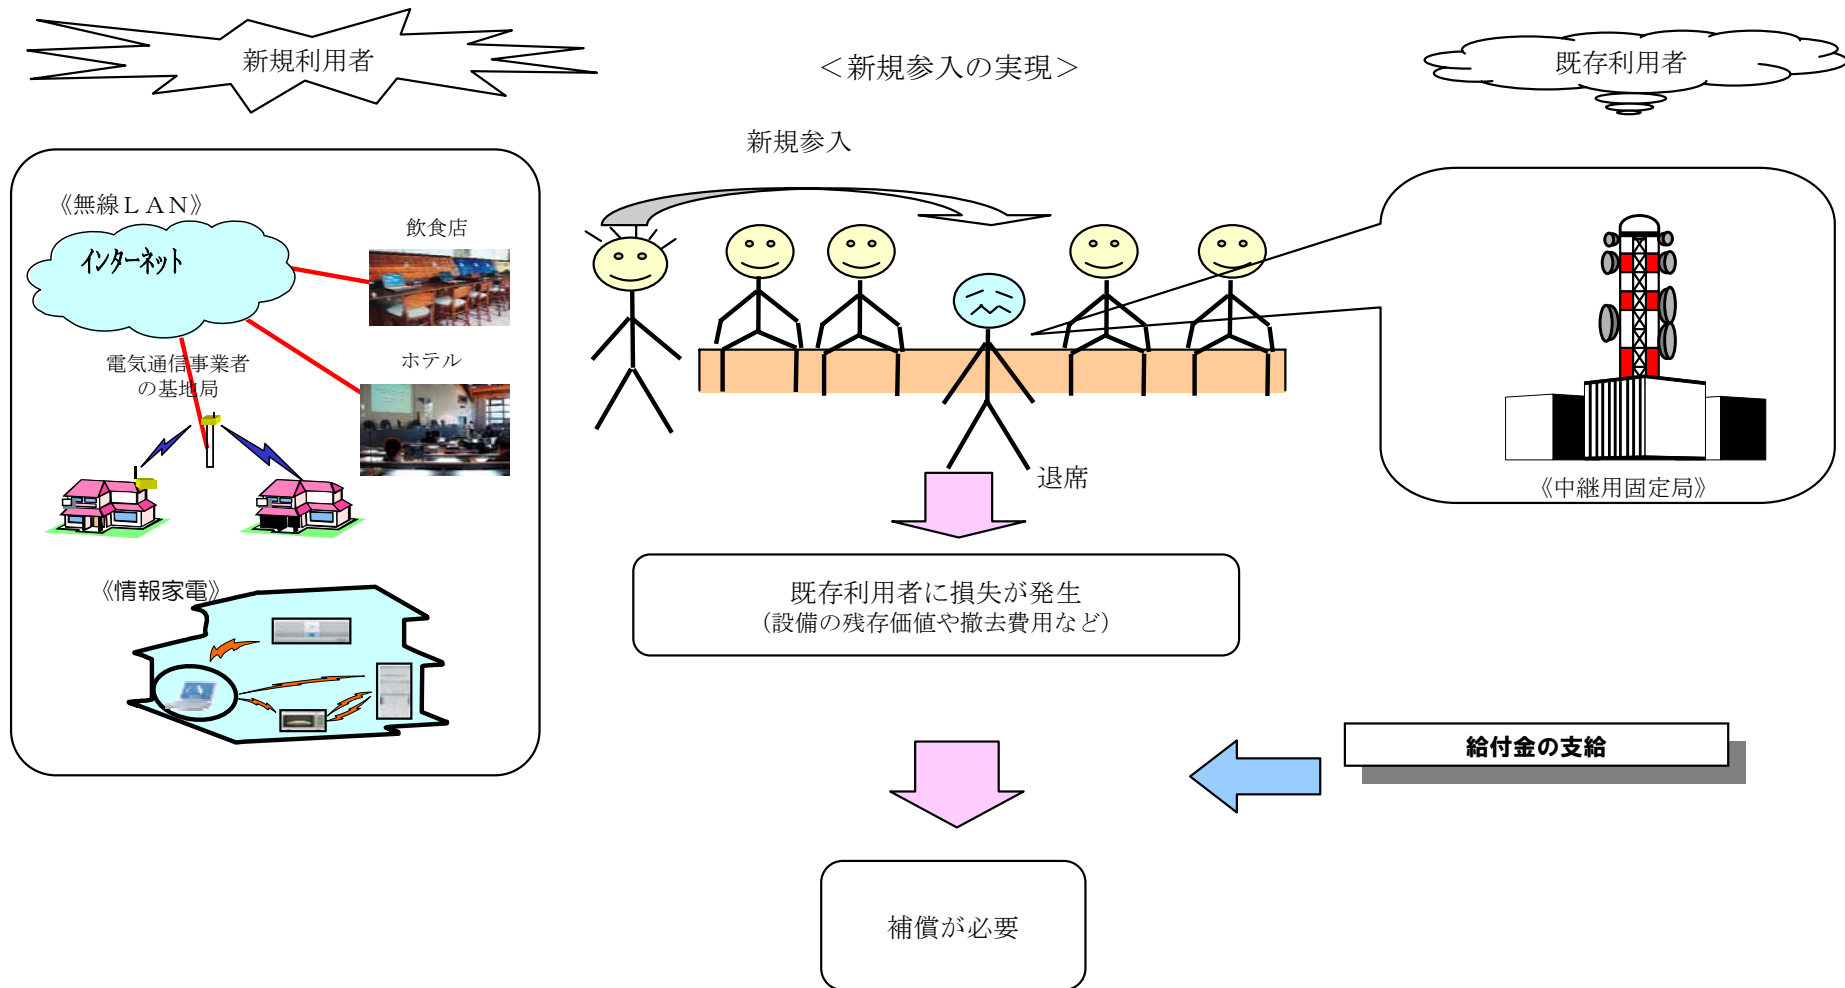 新規利用者
＜新規参入の実現＞
既存利用者
新規参入
《無線ＬＡＮ》
インターネット
飲食店
電気通信事業者
の基地局
ホテル
退席
《中継用固定局》
既存利用者に損失が発生
（設備の残存価値や撤去費用など）
《情報家電》
給付金の支給
補償が必要